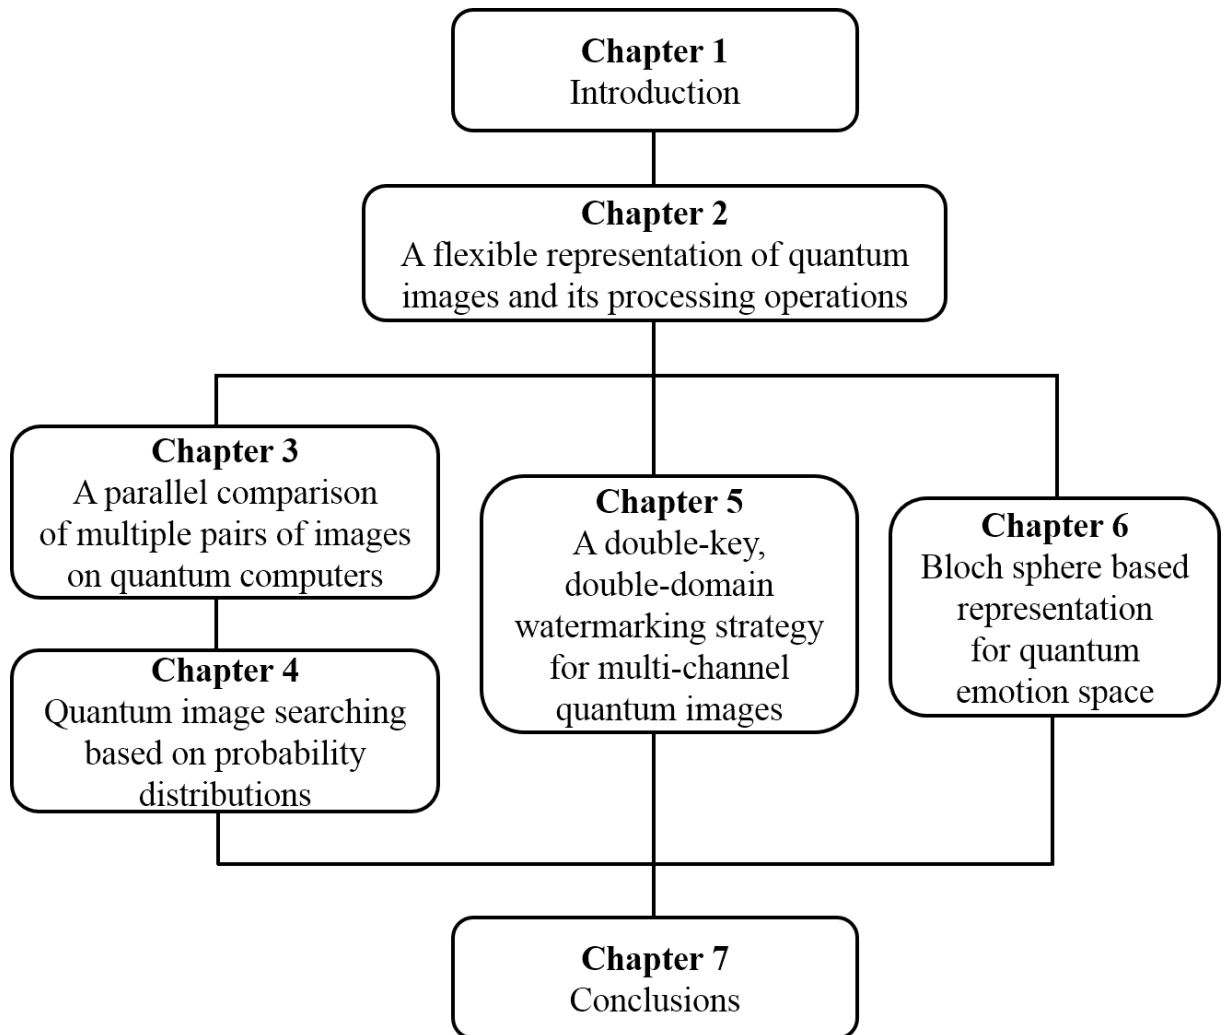 Chapter 1
Introduction
Chapter 2
A flexible representation of quantum
images and its processing operations
Chapter 3
A parallel comparison
of multiple pairs of images
on quantum computers
Chapter 4
Quantum image searching
based on probability
distributions
Chapter 5
A double-key,
double-domain
watermarking strategy
for multi-channel
quantum images
Chapter 6
Bloch sphere based
representation
for quantum
emotion space
Chapter 7
Conclusions